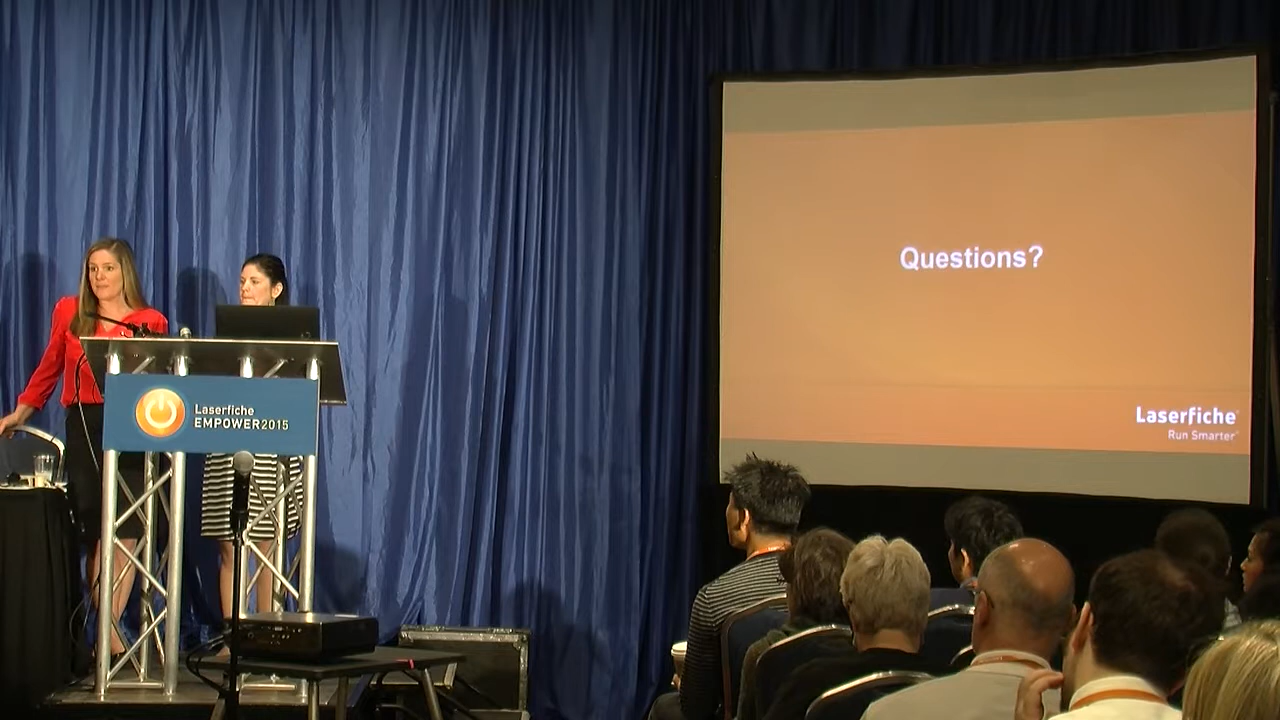 Laserfiche
EMPOWER2015
Questions?
Laserfiche
Run Smarter